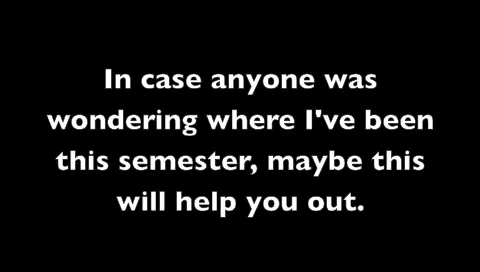 In case anyone was
wondering where I've been
this semester, maybe this
will help you out.